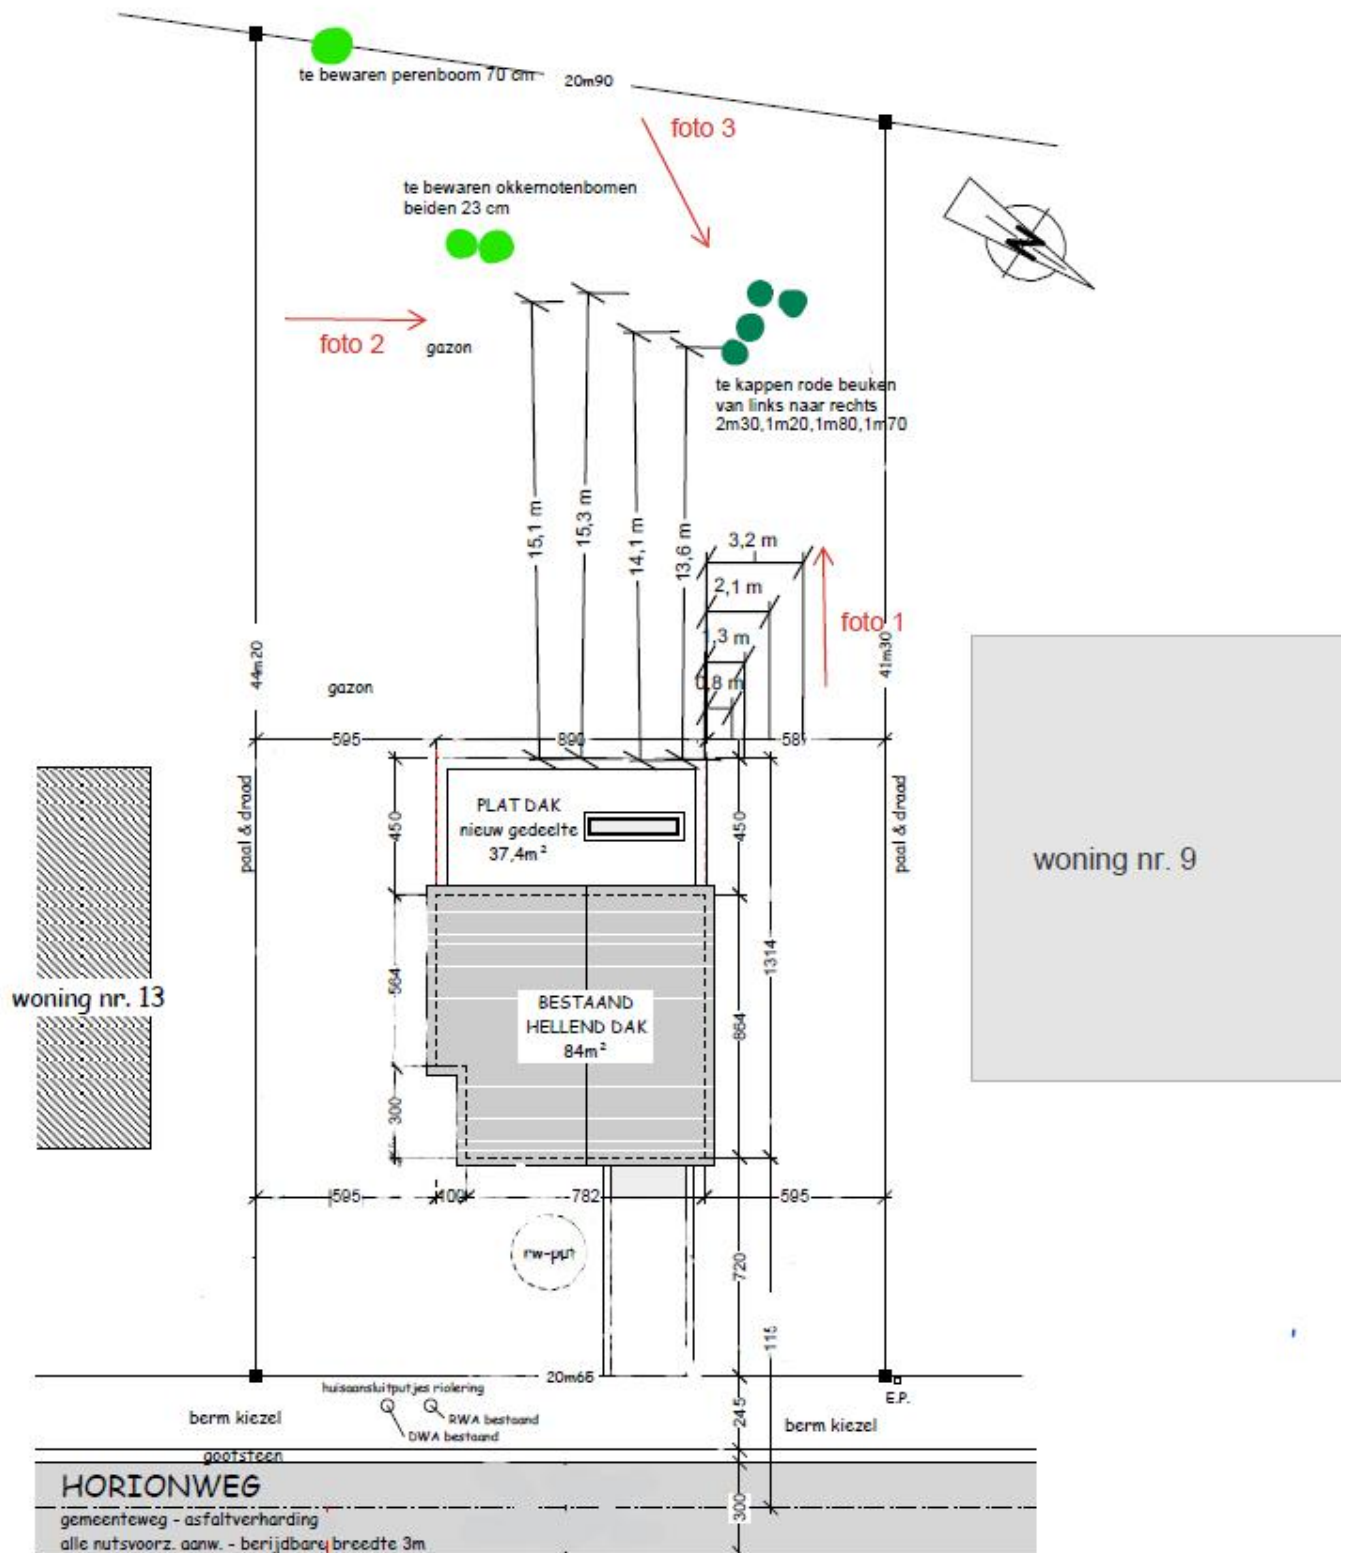 te bewaren perenboom 70 cm
20m90
foto 3
te bewaren okkernotenbomen
beiden 23 cm
N
foto 2
gazon
te kappen rode beuken
van links naar rechts
2m30,1m20,1m80,1m70
15,1 m
15,3 m
14,1 m
13,6 m
3,2 m
2,1 m
1,3 m
0,8 m
foto 1
44m20
41m30
gazon
595
890
587
paal & draad
paal & draad
450
450
PLAT DAK
nieuw gedeelte
37,4m²
woning nr. 9
woning nr. 13
564
1314
864
BESTAAND
HELLEND DAK
84m²
300
595
100
782
595
rw-put
720
115
20m65
huisaansluitputjes riolering
RWA bestaand
DWA bestaand
E.P.
berm kiezel
berm kiezel
245
gootsteen
HORIONWEG
gemeenteweg - asfaltverharding
alle nutsvoorz. aanw. - berijdbare breedte 3m
300